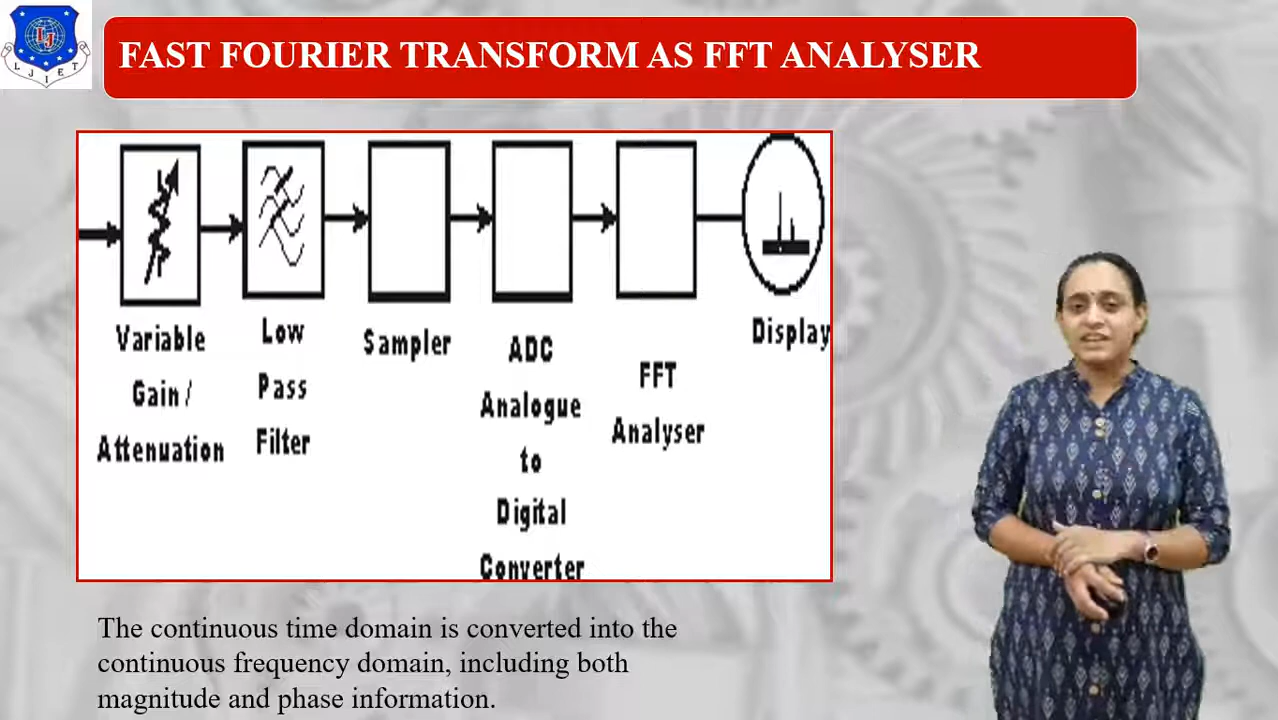 LJ
LJIET
FAST FOURIER TRANSFORM AS FFT ANALYSER
Variable
Gain/
Attenuation
Low
Pass
Filter
Sampler
ADC
Analogue
to
Digital
Converter
FFT
Analyser
Display
The continuous time domain is converted into the
continuous frequency domain, including both
magnitude and phase information.